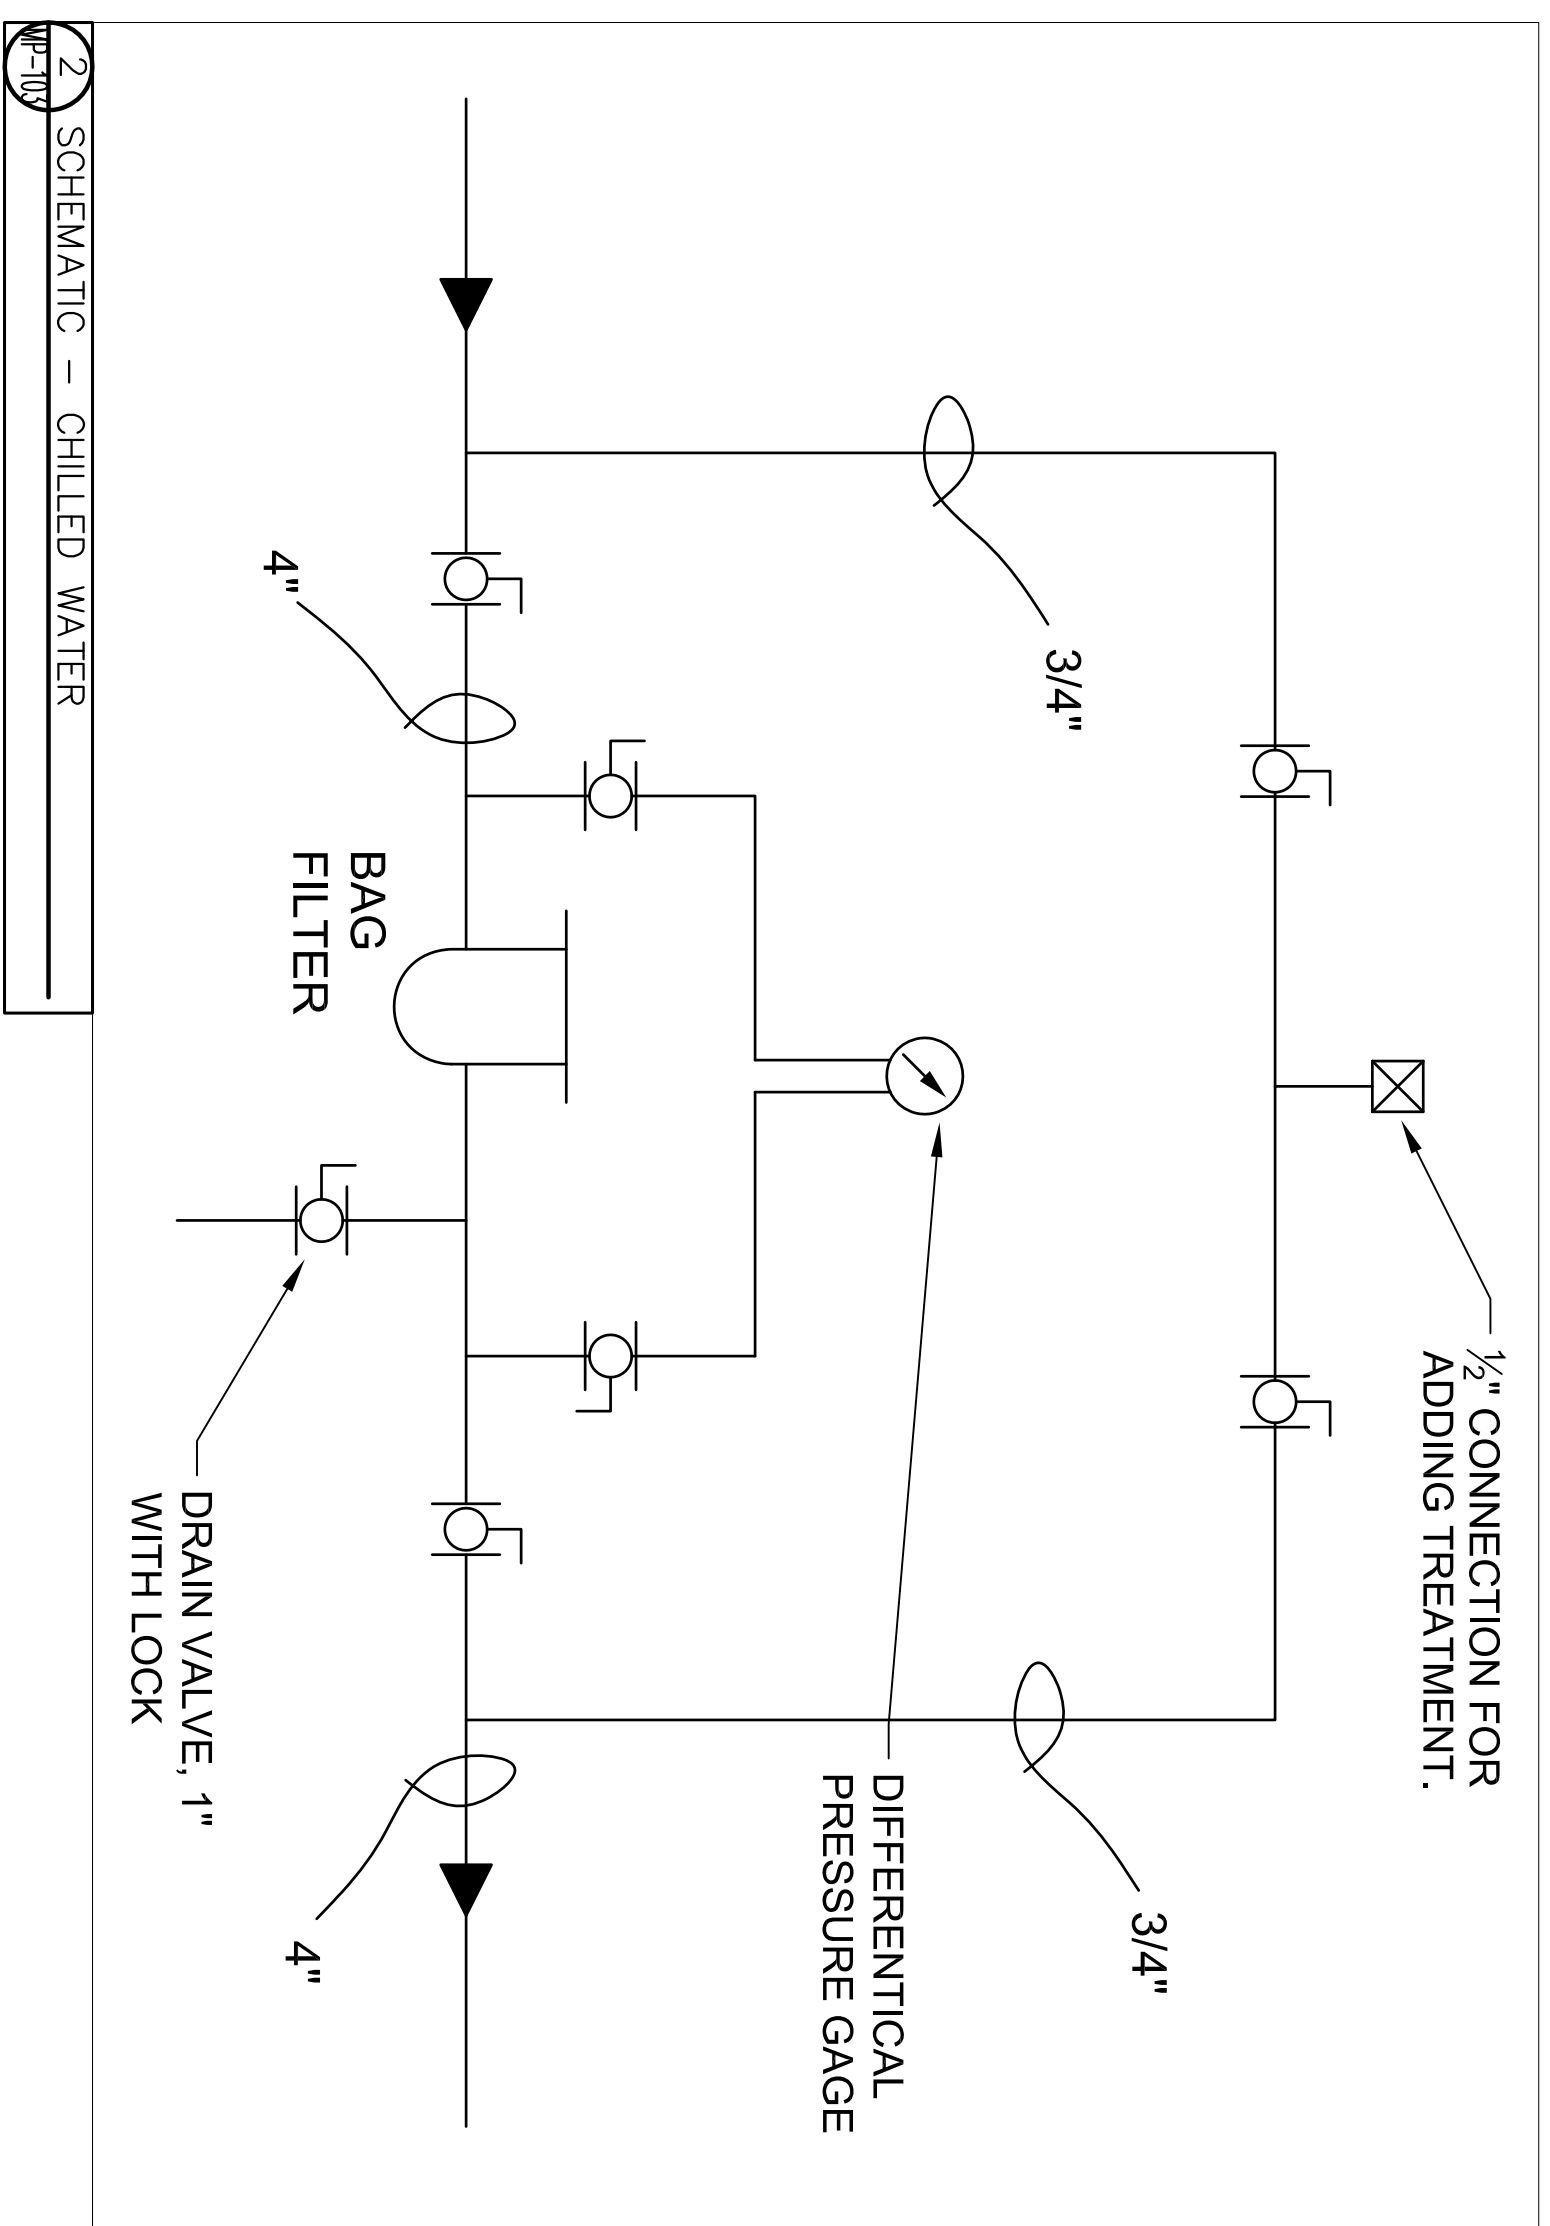 ½" CONNECTION FOR
ADDING TREATMENT.
3/4"
3/4"
DIFFERENTICAL
PRESSURE GAGE
4"
BAG
FILTER
4"
DRAIN VALVE, 1"
WITH LOCK
2
MP-103
SCHEMATIC - CHILLED WATER